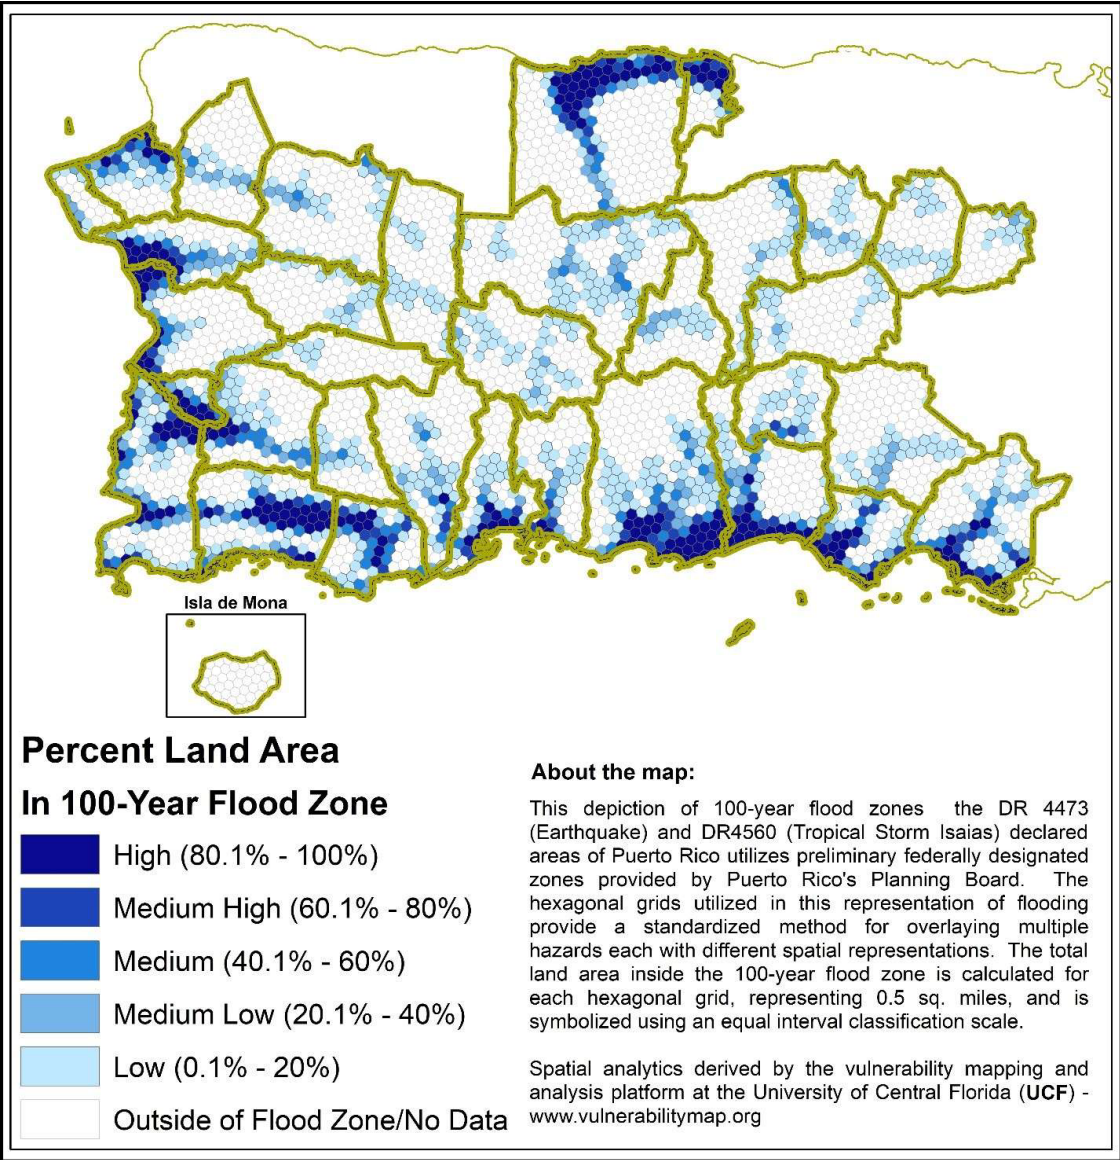 Isla de Mona
Percent Land Area
In 100-Year Flood Zone
High (80.1% - 100%)
Medium High (60.1% - 80%)
Medium (40.1% - 60%)
Medium Low (20.1% - 40%)
Low (0.1% - 20%)
Outside of Flood Zone/No Data
About the map:
This depiction of 100-year flood zones the DR 4473
(Earthquake) and DR4560 (Tropical Storm Isaias) declared
areas of Puerto Rico utilizes preliminary federally designated
zones provided by Puerto Rico's Planning Board. The
hexagonal grids utilized in this representation of flooding
provide a standardized method for overlaying multiple
hazards each with different spatial representations. The total
land area inside the 100-year flood zone is calculated for
each hexagonal grid, representing 0.5 sq. miles, and is
symbolized using an equal interval classification scale.
Spatial analytics derived by the vulnerability mapping and
analysis platform at the University of Central Florida (UCF) -
www.vulnerabilitymap.org